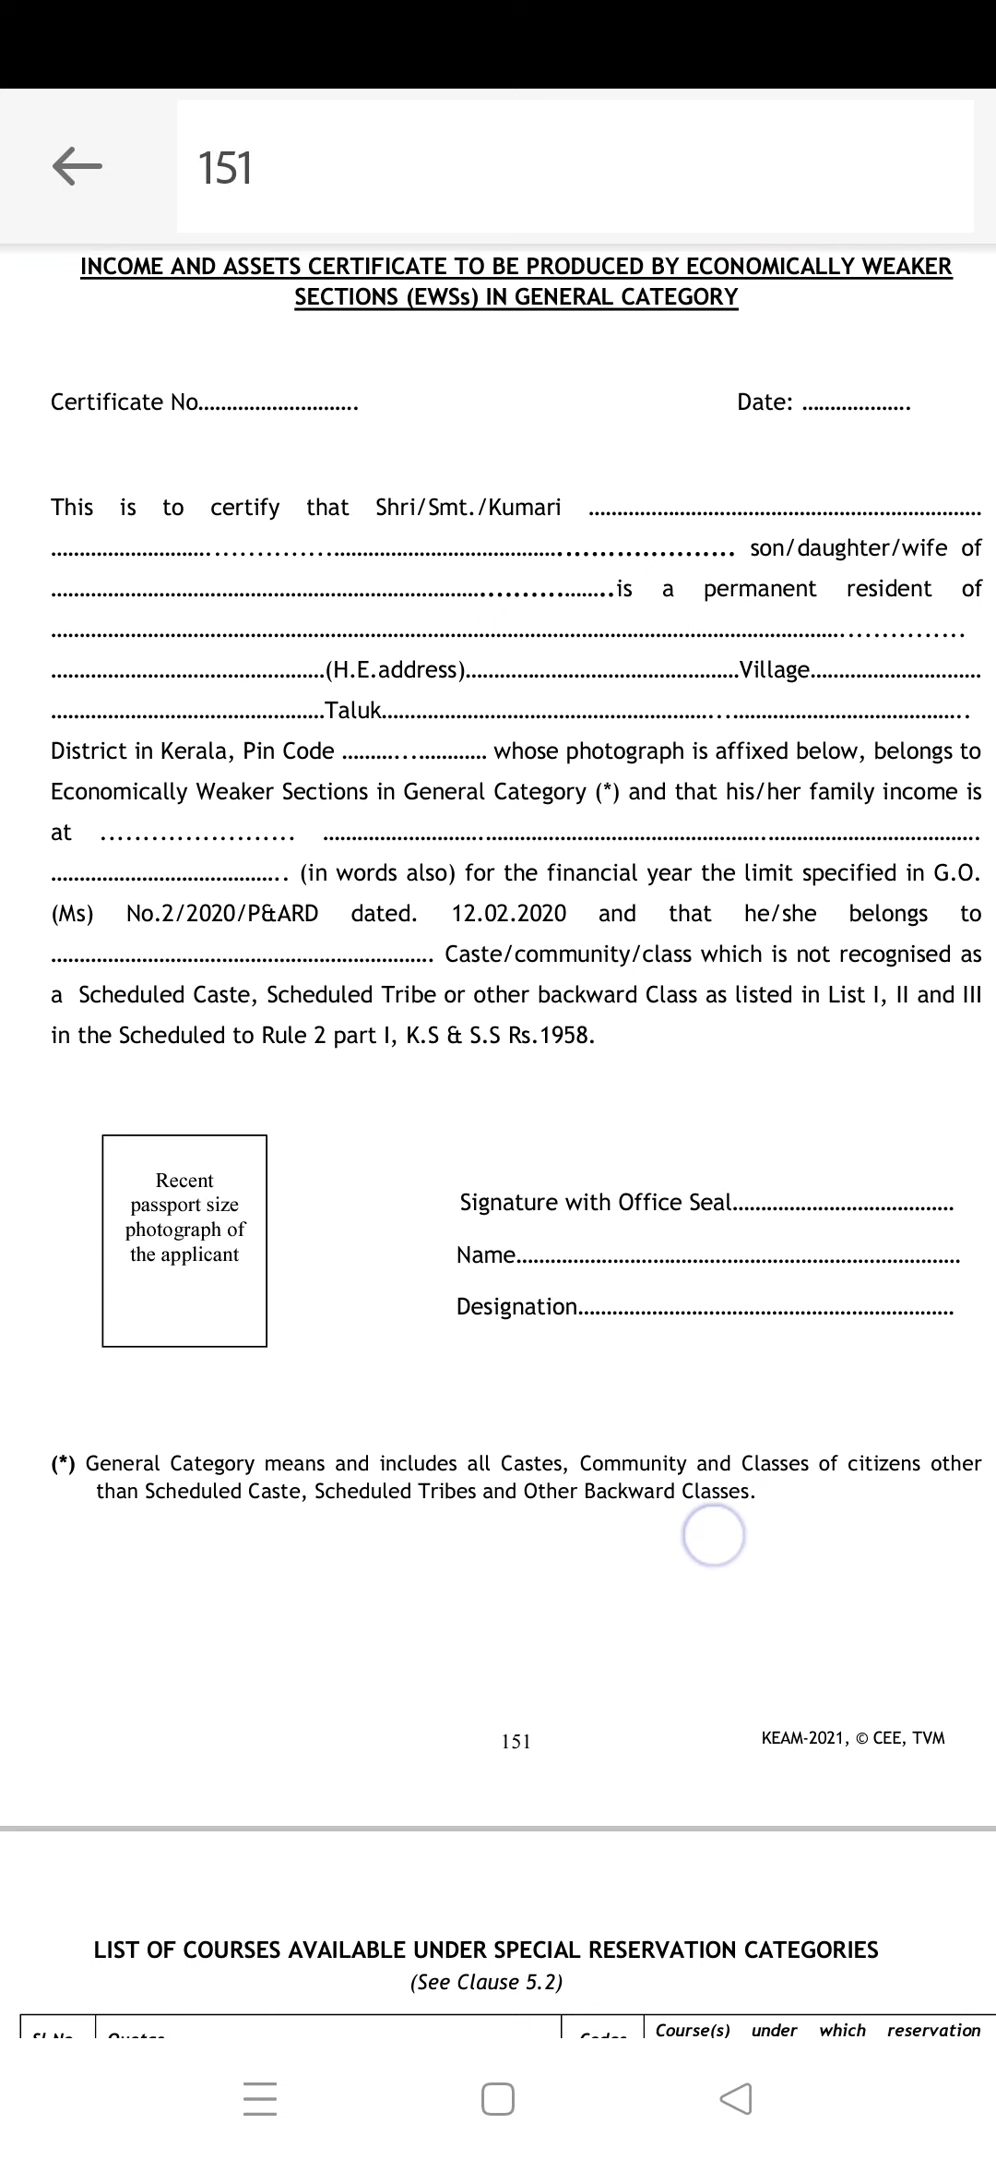 151
INCOME AND ASSETS CERTIFICATE TO BE PRODUCED BY ECONOMICALLY WEAKER
SECTIONS (EWSs) IN GENERAL CATEGORY
Certificate No............................ Date: ...................
This is to certify that Shri/Smt./Kumari .....................................................................
........................................................................................................................ son/daughter/wife of
....................................................................................................is a permanent resident of
................................................................................................................................................................
................................................(H.E.address)................................................Village..............................
................................................Taluk.......................................................................................................
District in Kerala, Pin Code ......................... whose photograph is affixed below, belongs to
Economically Weaker Sections in General Category (*) and that his/her family income is
at ....................... ....................................................................................................................
.......................................... (in words also) for the financial year the limit specified in G.O.
(Ms) No.2/2020/P&ARD dated. 12.02.2020 and that he/she belongs to
................................................................... Caste/community/class which is not recognised as
a Scheduled Caste, Scheduled Tribe or other backward Class as listed in List I, II and III
in the Scheduled to Rule 2 part I, K.S & S.S Rs.1958.
Recent
passport size
photograph of
the applicant
Signature with Office Seal.......................................
Name..............................................................................
Designation..................................................................
(*) General Category means and includes all Castes, Community and Classes of citizens other
than Scheduled Caste, Scheduled Tribes and Other Backward Classes.
151 KEAM-2021, © CEE, TVM
LIST OF COURSES AVAILABLE UNDER SPECIAL RESERVATION CATEGORIES
(See Clause 5.2)
Course(s) under which reservation